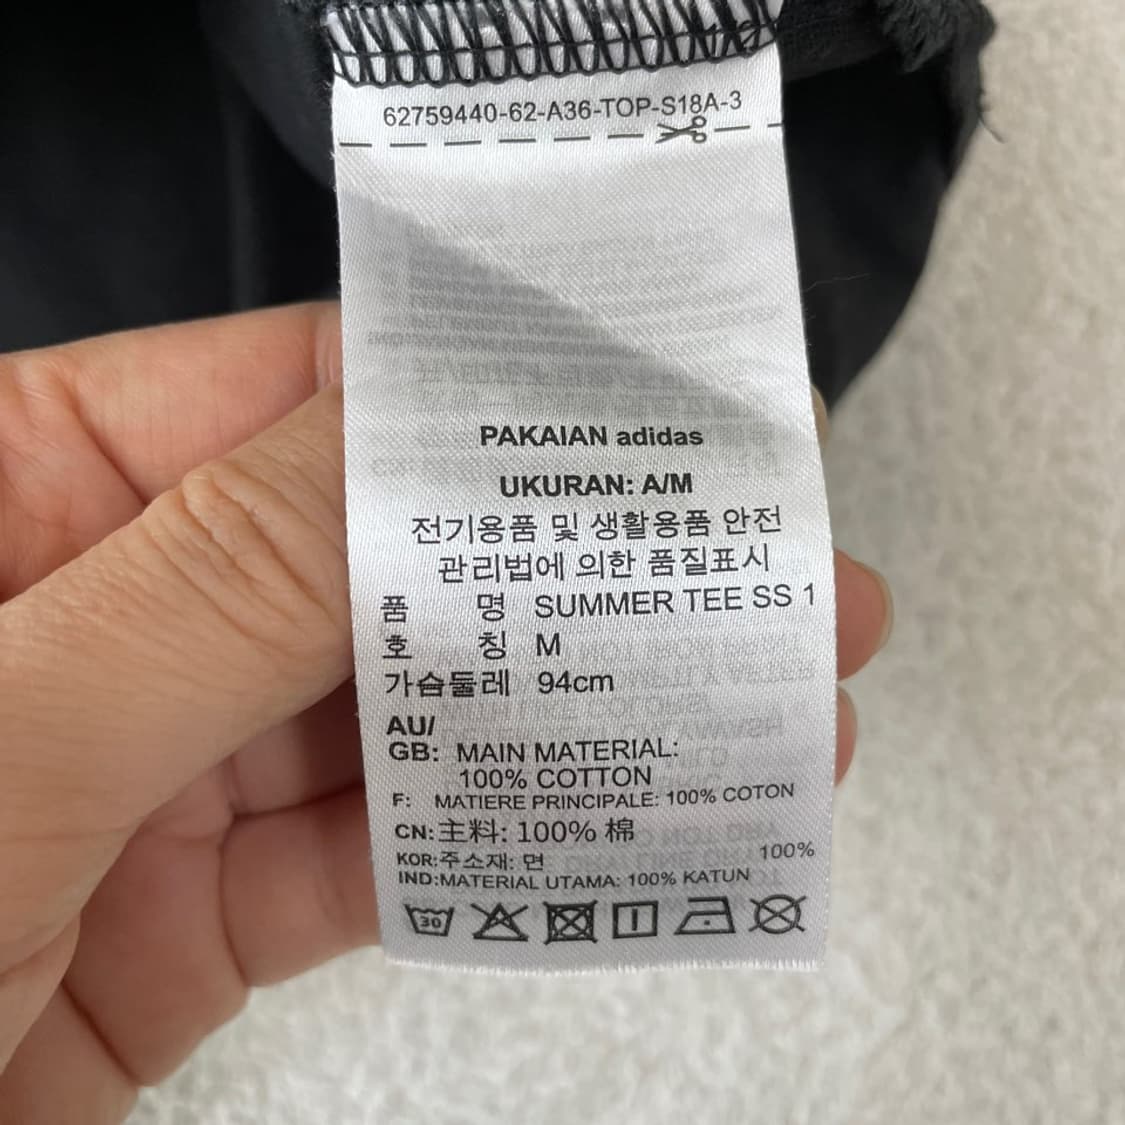 62759440-62-A36-TOP-S18A-3
PAKAIAN adidas
UKURAN: A/M
전기용품 및 생활용품 안전
관리법에 의한 품질표시
품 명 SUMMER TEE SS 1
호 칭 M
가슴둘레 94cm
AU/
GB: MAIN MATERIAL:
100% COTTON
F: MATIERE PRINCIPALE: 100% COTON
CN:主料: 100% 棉
KOR:주소재: 면 100%
IND:MATERIAL UTAMA: 100% KATUN
30